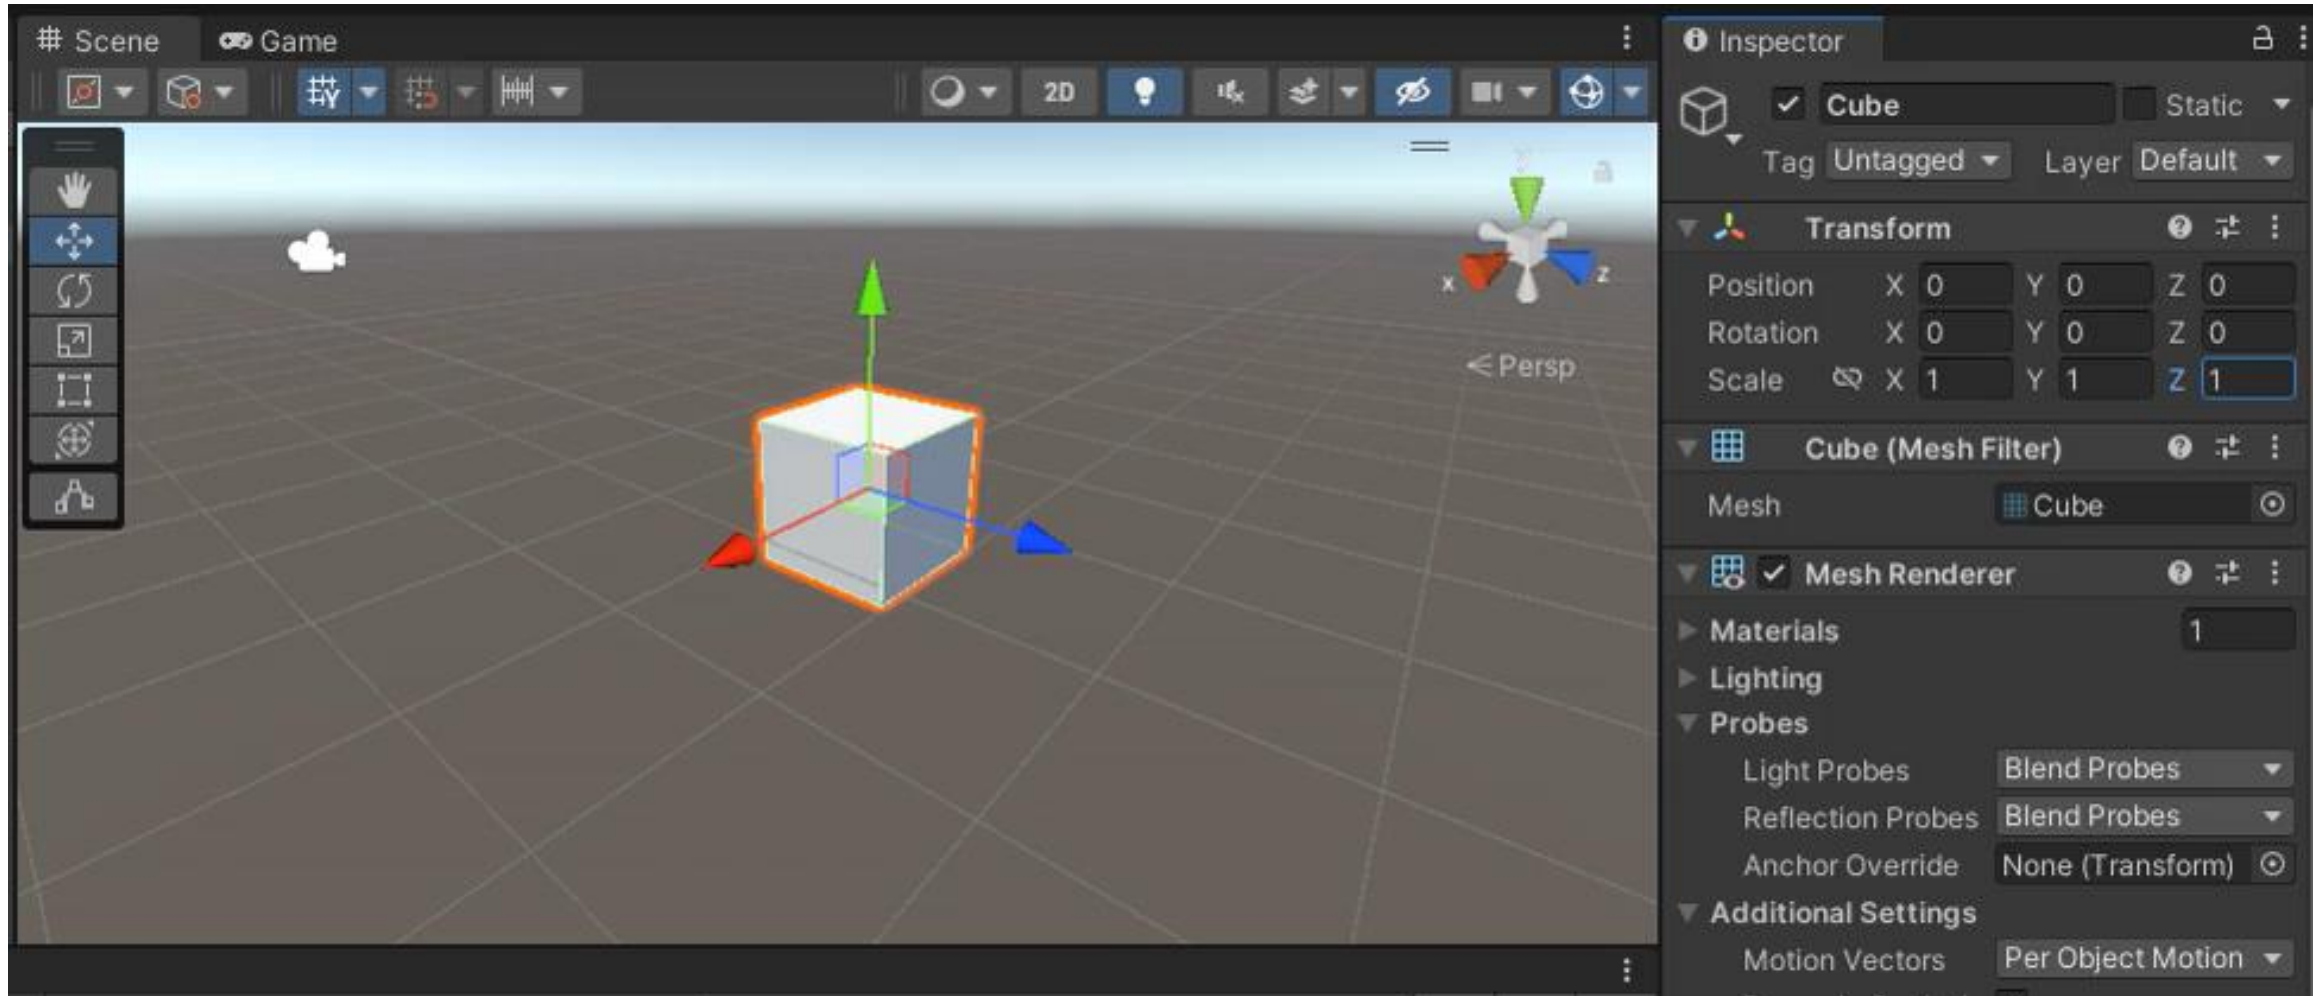 Scene Game
2D
x z
Persp
Inspector
Cube Static
Tag Untagged Layer Default
Transform
Position X 0 Y 0 Z 0
Rotation X 0 Y 0 Z 0
Scale X 1 Y 1 Z 1
Cube (Mesh Filter)
Mesh Cube
Mesh Renderer
Materials 1
Lighting
Probes
Light Probes Blend Probes
Reflection Probes Blend Probes
Anchor Override None (Transform)
Additional Settings
Motion Vectors Per Object Motion